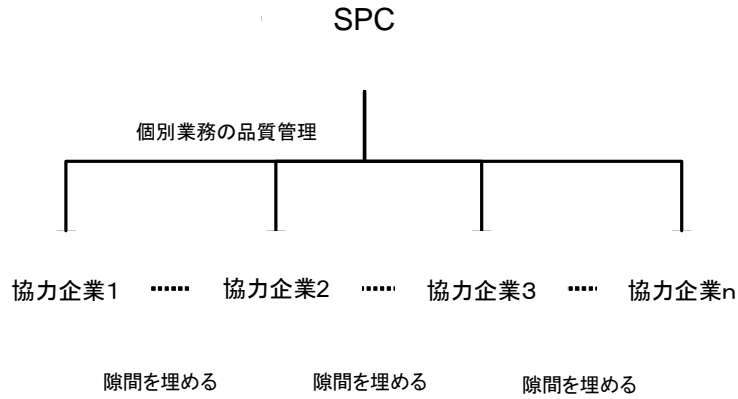 SPC
個別業務の品質管理
協力企業1 ······ 協力企業2 ······ 協力企業3 ····· 協力企業n
隙間を埋める 隙間を埋める 隙間を埋める